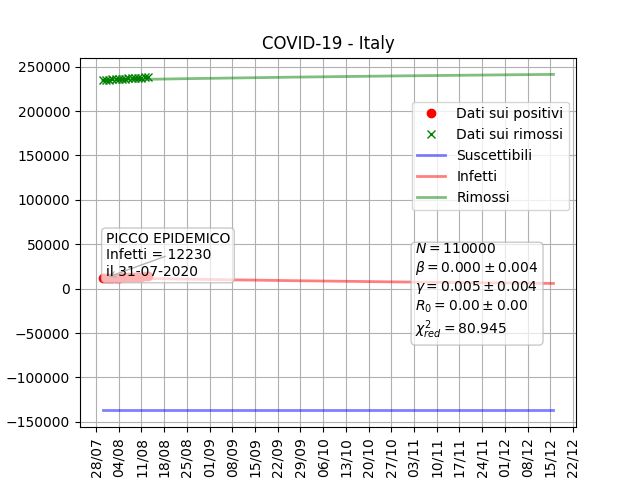 COVID-19 - Italy
250000
200000
150000
100000
50000
0
−50000
−100000
−150000
Dati sui positivi
Dati sui rimossi
Suscettibili
Infetti
Rimossi
PICCO EPIDEMICO
Infetti = 12230
il 31-07-2020
N = 110000
β = 0.000 ± 0.004
γ = 0.005 ± 0.004
R₀ = 0.00 ± 0.00
χ²_red = 80.945
28/07
04/08
11/08
18/08
25/08
01/09
08/09
15/09
22/09
29/09
06/10
13/10
20/10
27/10
03/11
10/11
17/11
24/11
01/12
08/12
15/12
22/12